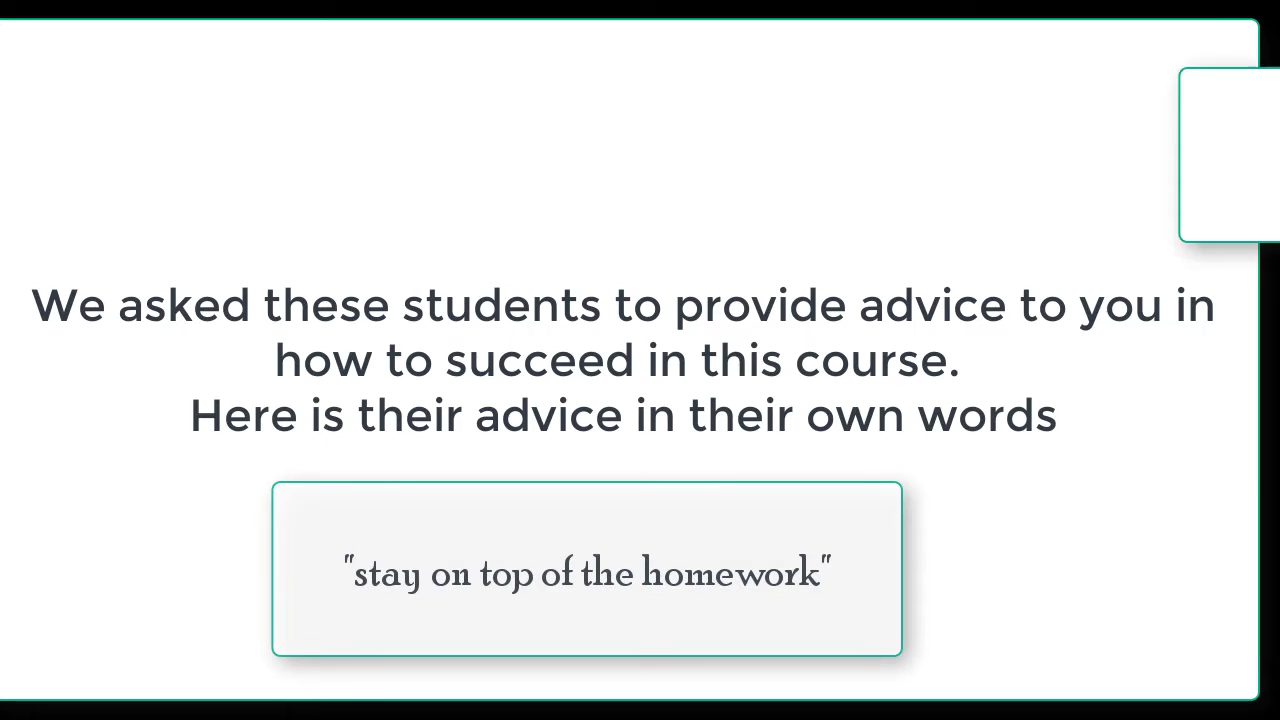 We asked these students to provide advice to you in
how to succeed in this course.
Here is their advice in their own words
"stay on top of the homework"